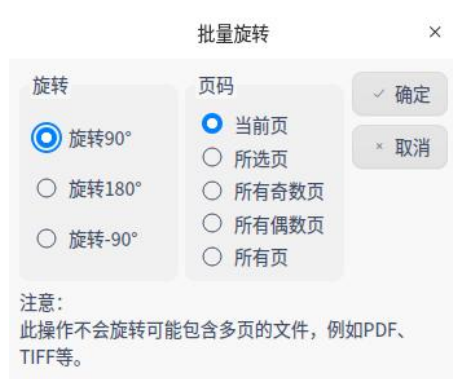 批量旋转
旋转
旋转90°
旋转180°
旋转-90°
页码
当前页
所选页
所有奇数页
所有偶数页
所有页
确定
取消
注意：
此操作不会旋转可能包含多页的文件，例如PDF、
TIFF等。